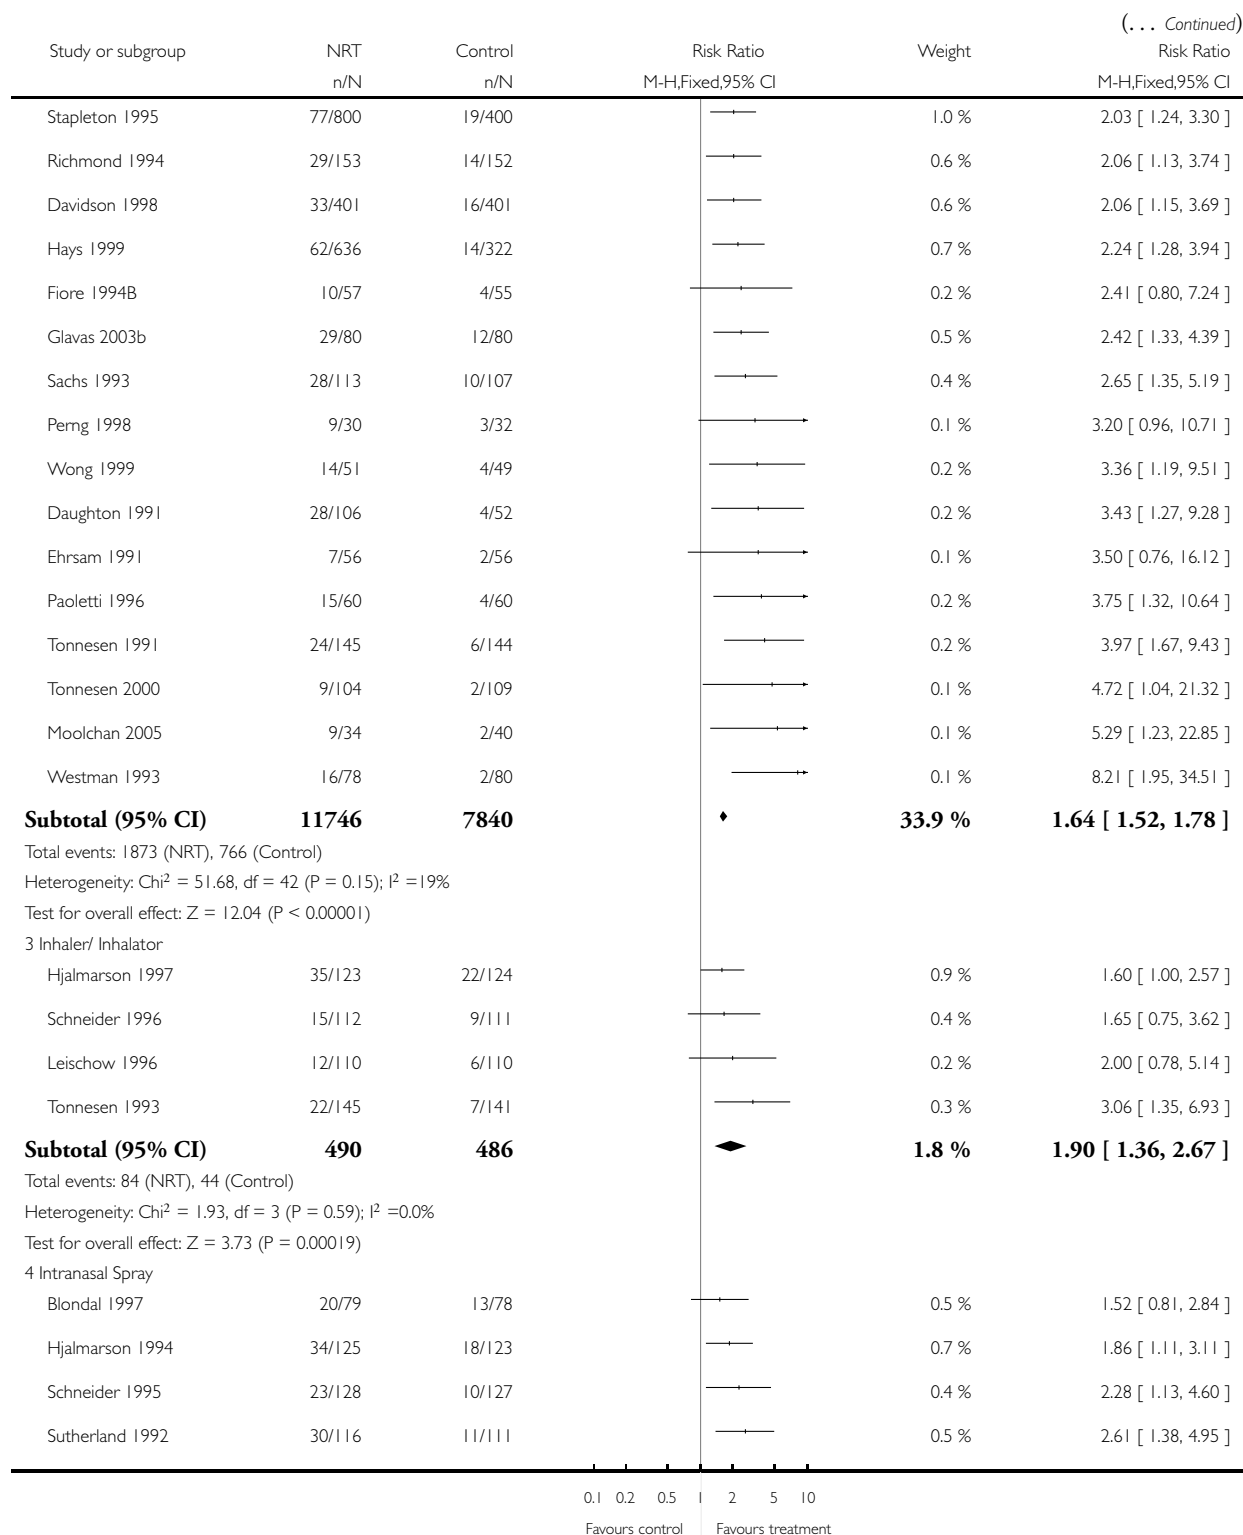 (... Continued)
Study or subgroup NRT Control Risk Ratio Weight Risk Ratio
n/N n/N M-H,Fixed,95% CI M-H,Fixed,95% CI
Stapleton 1995 77/800 19/400 1.0 % 2.03 [ 1.24, 3.30 ]
Richmond 1994 29/153 14/152 0.6 % 2.06 [ 1.13, 3.74 ]
Davidson 1998 33/401 16/401 0.6 % 2.06 [ 1.15, 3.69 ]
Hays 1999 62/636 14/322 0.7 % 2.24 [ 1.28, 3.94 ]
Fiore 1994B 10/57 4/55 0.2 % 2.41 [ 0.80, 7.24 ]
Glavas 2003b 29/80 12/80 0.5 % 2.42 [ 1.33, 4.39 ]
Sachs 1993 28/113 10/107 0.4 % 2.65 [ 1.35, 5.19 ]
Perng 1998 9/30 3/32 0.1 % 3.20 [ 0.96, 10.71 ]
Wong 1999 14/51 4/49 0.2 % 3.36 [ 1.19, 9.51 ]
Daughton 1991 28/106 4/52 0.2 % 3.43 [ 1.27, 9.28 ]
Ehrsam 1991 7/56 2/56 0.1 % 3.50 [ 0.76, 16.12 ]
Paoletti 1996 15/60 4/60 0.2 % 3.75 [ 1.32, 10.64 ]
Tonnesen 1991 24/145 6/144 0.2 % 3.97 [ 1.67, 9.43 ]
Tonnesen 2000 9/104 2/109 0.1 % 4.72 [ 1.04, 21.32 ]
Moolchan 2005 9/34 2/40 0.1 % 5.29 [ 1.23, 22.85 ]
Westman 1993 16/78 2/80 0.1 % 8.21 [ 1.95, 34.51 ]
Subtotal (95% CI) 11746 7840 33.9 % 1.64 [ 1.52, 1.78 ]
Total events: 1873 (NRT), 766 (Control)
Heterogeneity: Chi² = 51.68, df = 42 (P = 0.15); I² =19%
Test for overall effect: Z = 12.04 (P < 0.00001)
3 Inhaler/ Inhalator
Hjalmarson 1997 35/123 22/124 0.9 % 1.60 [ 1.00, 2.57 ]
Schneider 1996 15/112 9/111 0.4 % 1.65 [ 0.75, 3.62 ]
Leischow 1996 12/110 6/110 0.2 % 2.00 [ 0.78, 5.14 ]
Tonnesen 1993 22/145 7/141 0.3 % 3.06 [ 1.35, 6.93 ]
Subtotal (95% CI) 490 486 1.8 % 1.90 [ 1.36, 2.67 ]
Total events: 84 (NRT), 44 (Control)
Heterogeneity: Chi² = 1.93, df = 3 (P = 0.59); I² =0.0%
Test for overall effect: Z = 3.73 (P = 0.00019)
4 Intranasal Spray
Blondal 1997 20/79 13/78 0.5 % 1.52 [ 0.81, 2.84 ]
Hjalmarson 1994 34/125 18/123 0.7 % 1.86 [ 1.11, 3.11 ]
Schneider 1995 23/128 10/127 0.4 % 2.28 [ 1.13, 4.60 ]
Sutherland 1992 30/116 11/111 0.5 % 2.61 [ 1.38, 4.95 ]
0.1 0.2 0.5 1 2 5 10
Favours control Favours treatment